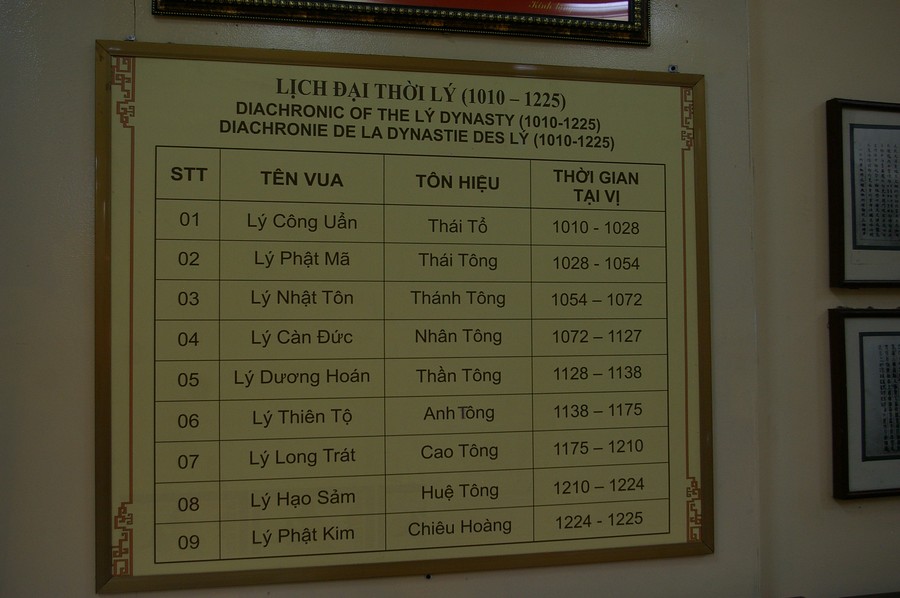 LỊCH ĐẠI THỜI LÝ (1010 – 1225)
DIACHRONIC OF THE LÝ DYNASTY (1010-1225)
DIACHRONIE DE LA DYNASTIE DES LÝ (1010-1225)
STT TÊN VUA TÔN HIỆU THỜI GIAN TẠI VỊ
01 Lý Công Uẩn Thái Tổ 1010 - 1028
02 Lý Phật Mã Thái Tông 1028 - 1054
03 Lý Nhật Tôn Thánh Tông 1054 – 1072
04 Lý Càn Đức Nhân Tông 1072 – 1127
05 Lý Dương Hoán Thần Tông 1128 – 1138
06 Lý Thiên Tộ Anh Tông 1138 – 1175
07 Lý Long Trát Cao Tông 1175 – 1210
08 Lý Hạo Sảm Huệ Tông 1210 – 1224
09 Lý Phật Kim Chiêu Hoàng 1224 - 1225